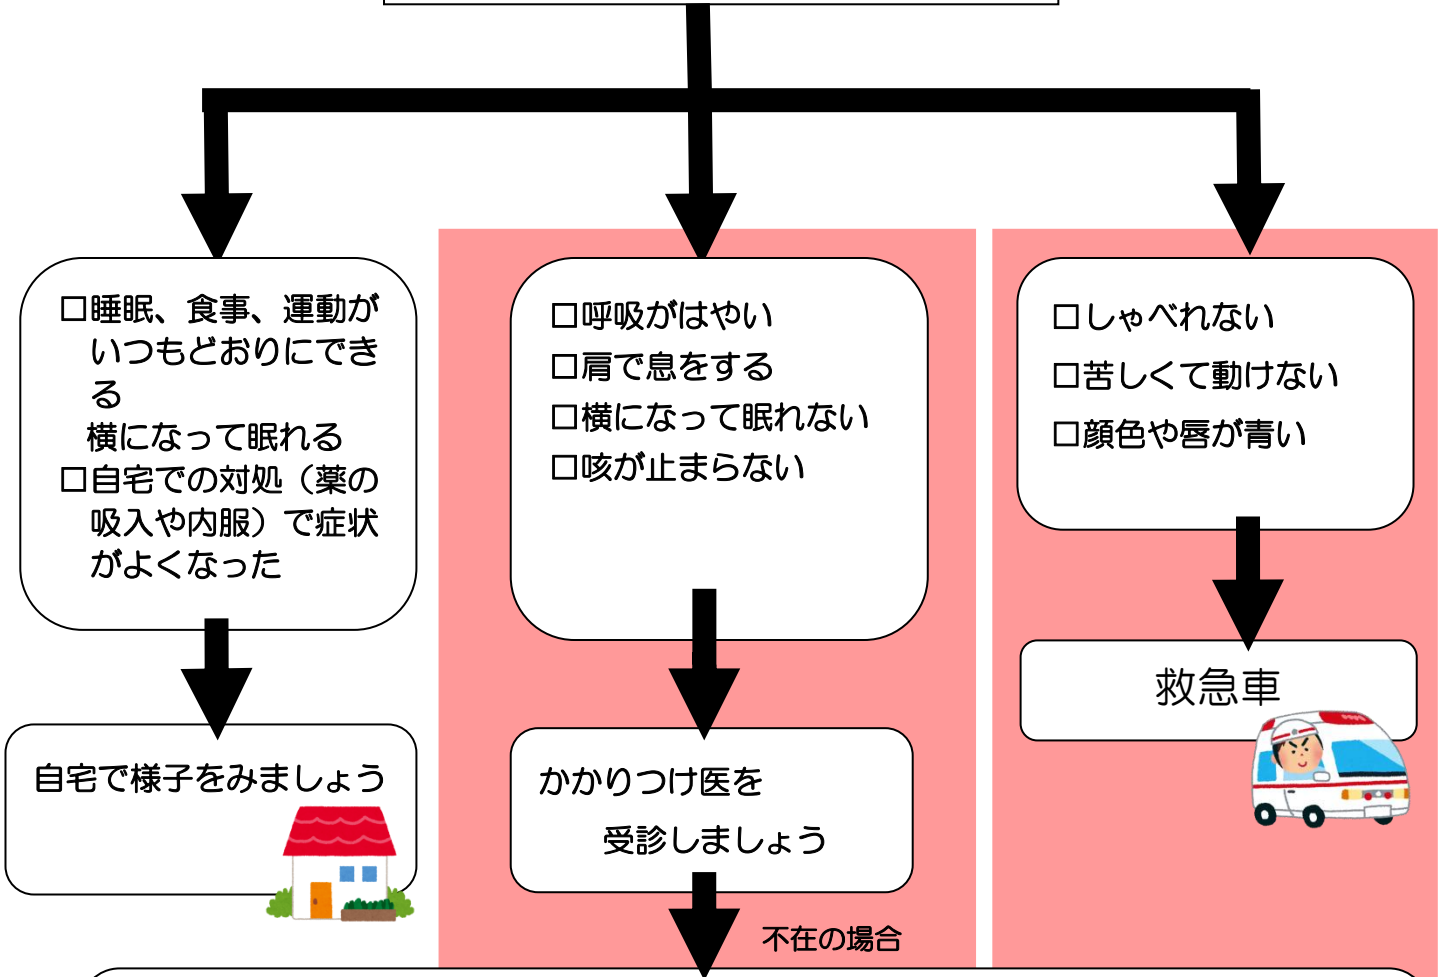 □睡眠、食事、運動が
いつもどおりにでき
る
横になって眠れる
□自宅での対処（薬の
吸入や内服）で症状
がよくなった
自宅で様子をみましょう
□呼吸がはやい
□肩で息をする
□横になって眠れない
□咳が止まらない
かかりつけ医を
受診しましょう
不在の場合
□しゃべれない
□苦しくて動けない
□顔色や唇が青い
救急車